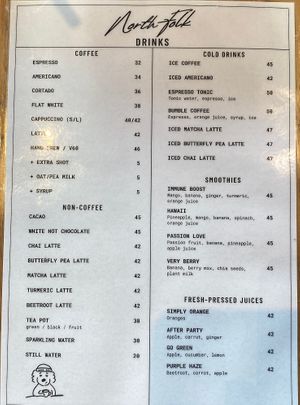 North Folk
DRINKS
COFFEE
ESPRESSO 32
AMERICANO 34
CORTADO 36
FLAT WHITE 38
CAPPUCCINO (S/L) 40/42
LATTE
HAND BREW / V60 46
+ EXTRA SHOT 5
+ OAT/PEA MILK 5
+ SYRUP 5
NON-COFFEE
CACAO 45
WHITE HOT CHOCOLATE 45
CHAI LATTE 42
BUTTERFLY PEA LATTE 42
MATCHA LATTE 42
TURMERIC LATTE 42
BEETROOT LATTE 42
TEA POT 38
green / black / fruit
SPARKLING WATER 30
STILL WATER 20
COLD DRINKS
ICE COFFEE 45
ICED AMERICANO 45
ESPRESSO TONIC 50
Tonic water, espresso, ice
BUMBLE COFFEE 50
Espresso, orange juice, syrup, ice
ICED MATCHA LATTE 47
ICED BUTTERFLY PEA LATTE 47
ICED CHAI LATTE 47
SMOOTHIES
IMMUNE BOOST 45
Mango, banana, ginger, turmeric, orange juice
HAWAII 45
Pineapple, mango, banana, spinach, orange juice
PASSION LOVE 45
Passion fruit, banana, pineapple, apple juice
VERY BERRY 45
Banana, berry mix, chia seeds, plant milk
FRESH-PRESSED JUICES
SIMPLY ORANGE 42
Oranges
AFTER PARTY 42
Apple, carrot, ginger
GO GREEN 42
Apple, cucumber, lemon
PURPLE HAZE 42
Beetroot, carrot, apple